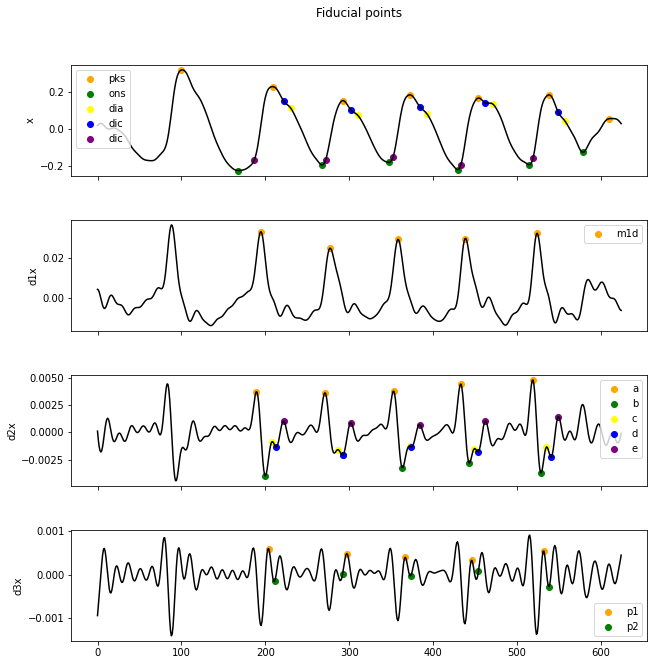 Fiducial points
x
0.2
0.0
−0.2
pks
ons
dia
dic
dic
d1x
0.02
0.00
m1d
d2x
0.0050
0.0025
0.0000
−0.0025
a
b
c
d
e
d3x
0.001
0.000
−0.001
p1
p2
0 100 200 300 400 500 600